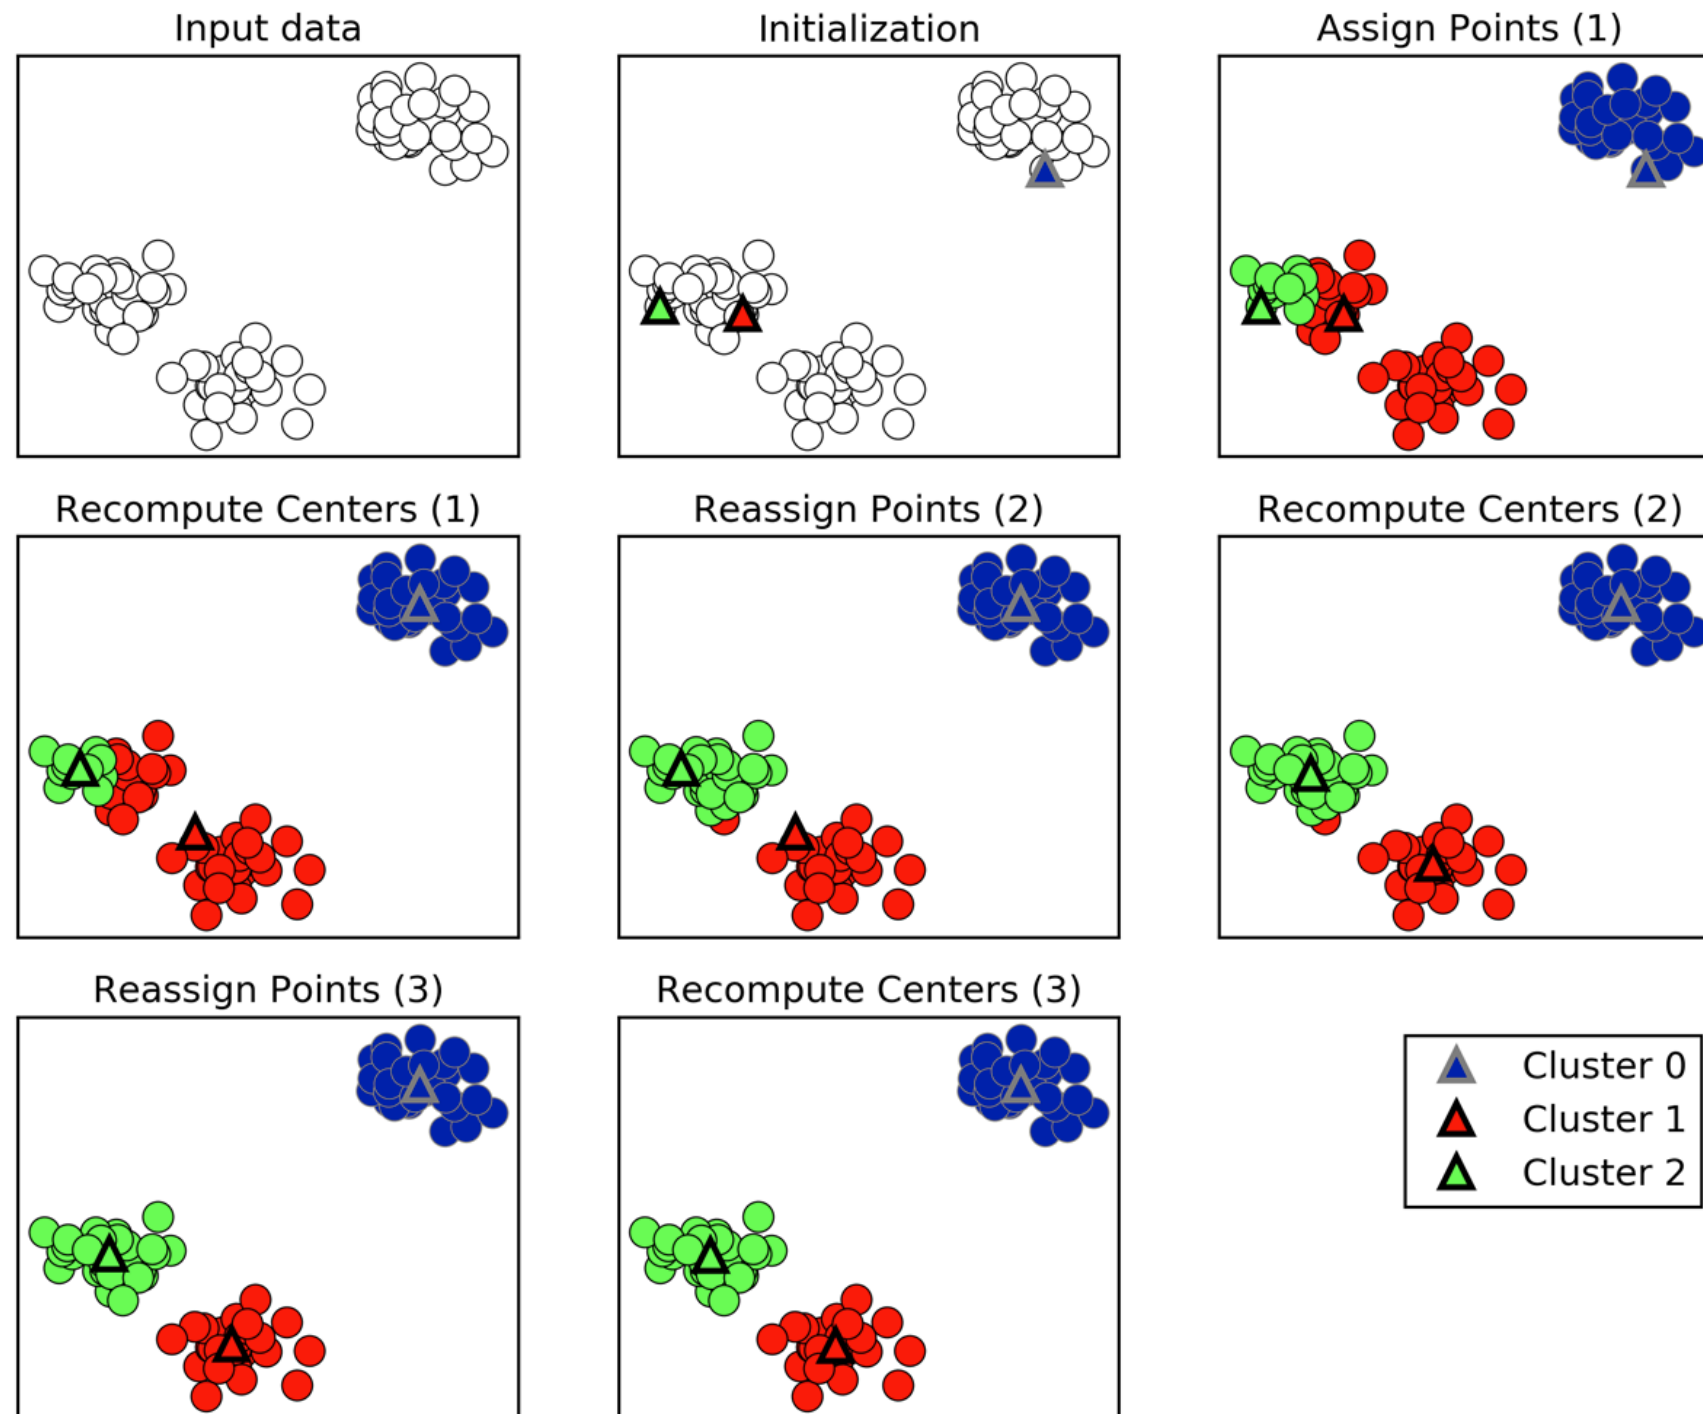 Input data
Initialization
Assign Points (1)
Recompute Centers (1)
Reassign Points (2)
Recompute Centers (2)
Reassign Points (3)
Recompute Centers (3)
Cluster 0
Cluster 1
Cluster 2